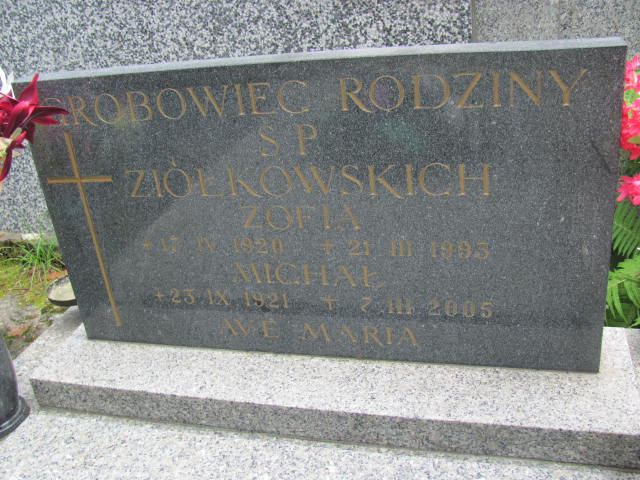 GROBOWIEC RODZINY
Ś.P.
ZIÓŁKOWSKICH
ZOFIA
* 17 IV 1920 + 21 III 1993
MICHAŁ
* 23 IX 1921 + 7 III 2005
AVE MARIA